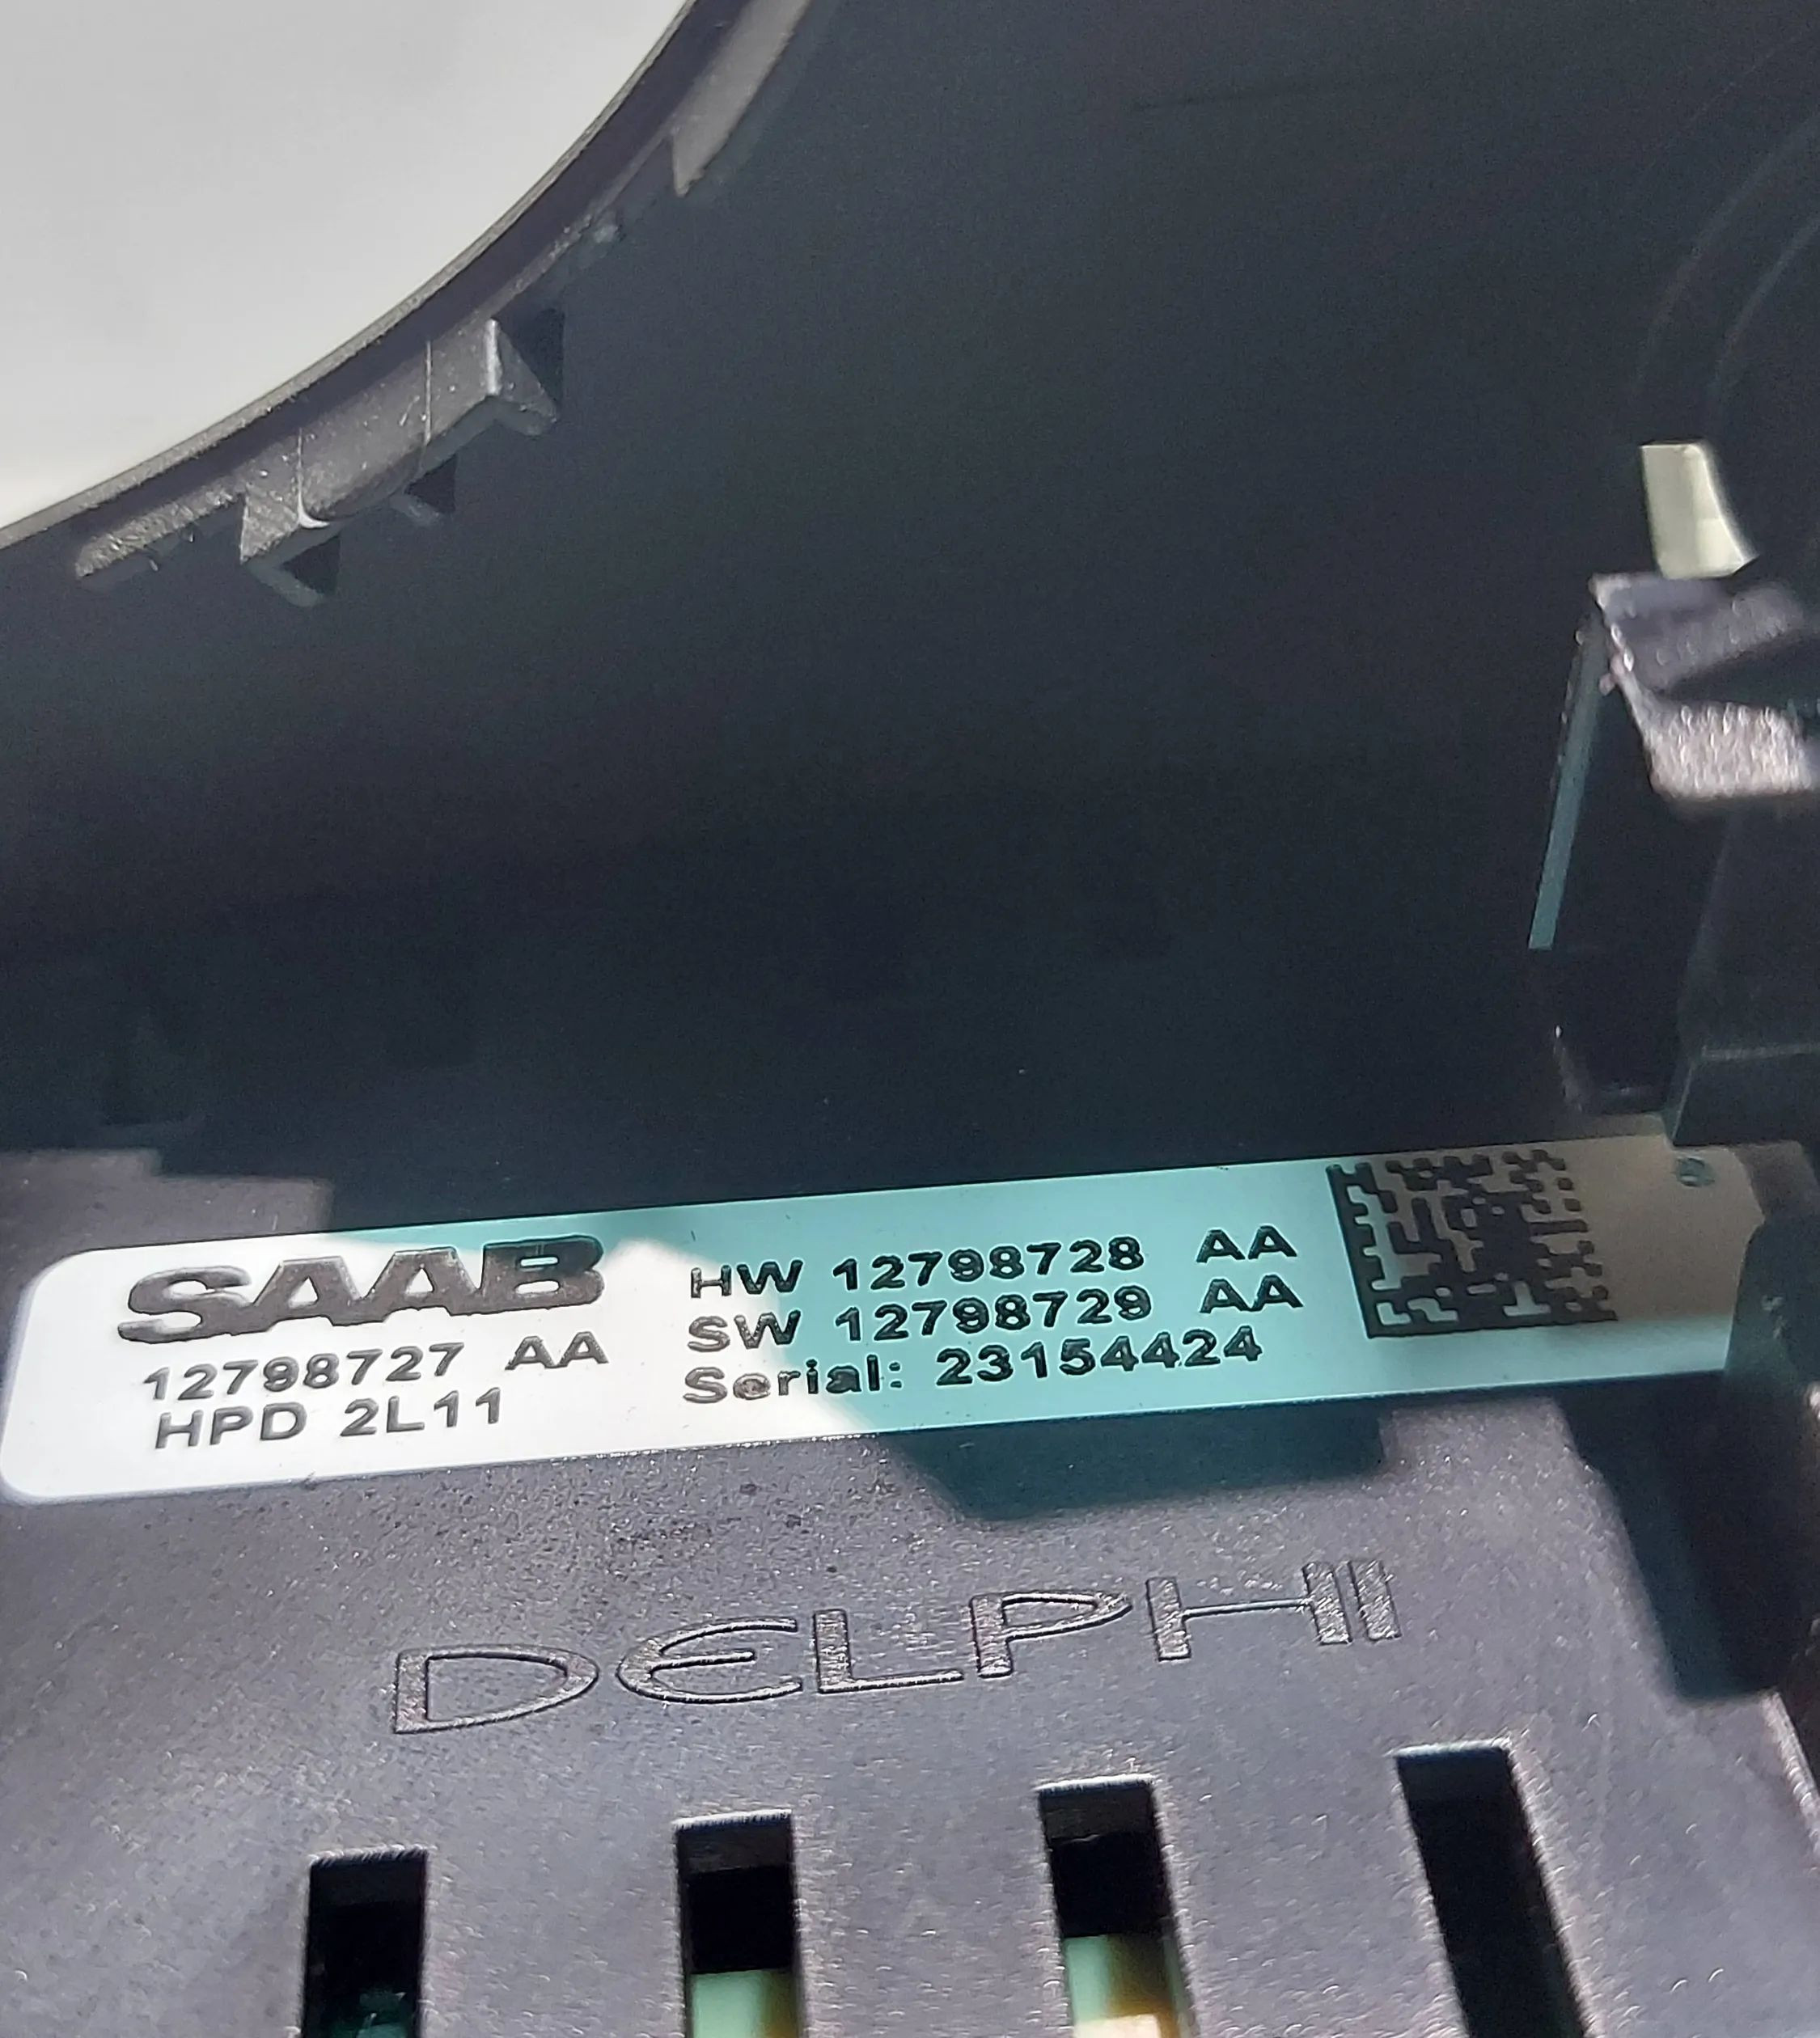 SAAB
12798727 AA
HPD 2L11
HW 12798728 AA
SW 12798729 AA
Serial: 23154424
DELPHI